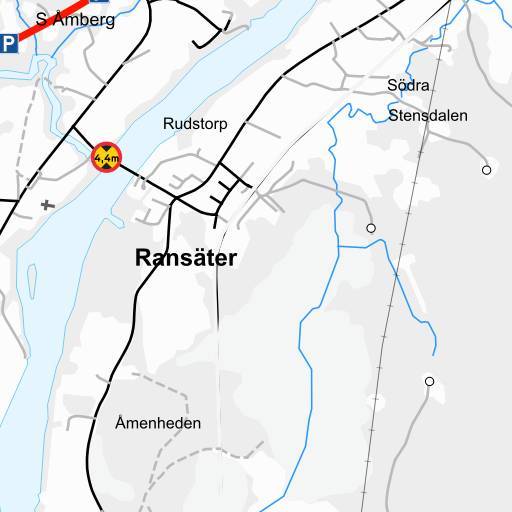 S Åmberg
P
Södra
Stensdalen
Rudstorp
4,4m
Ransäter
Åmenheden